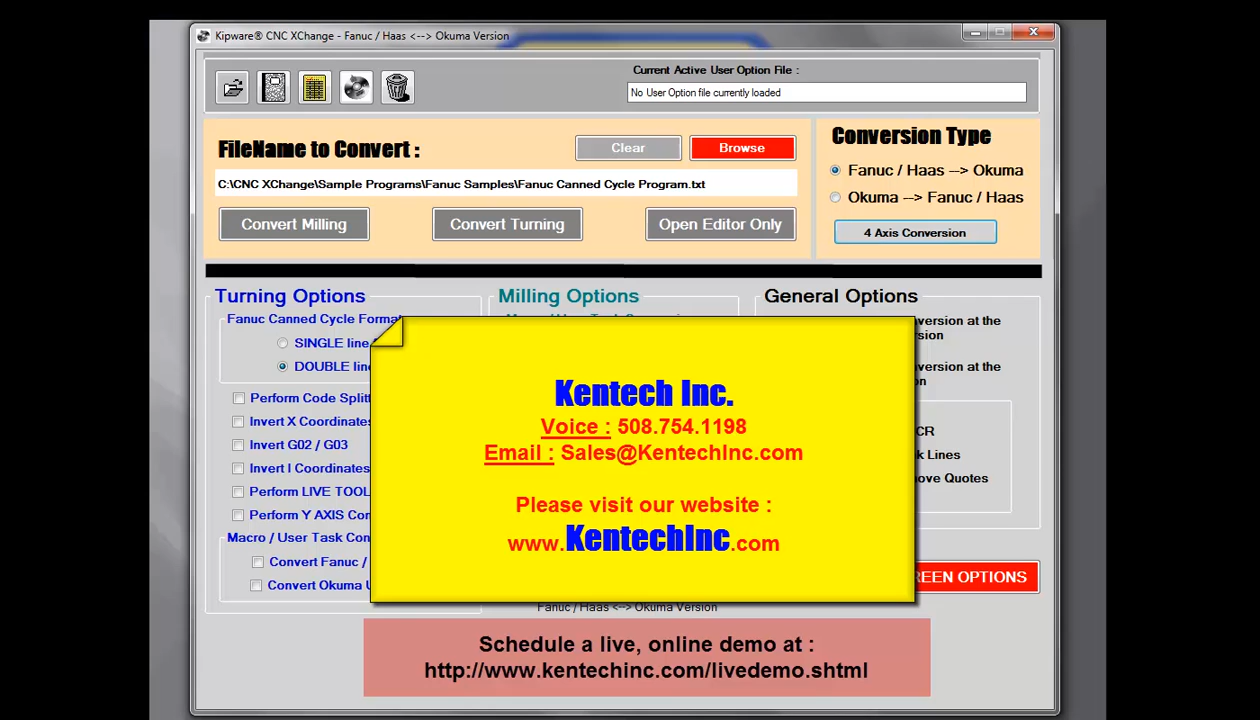 Kipware® CNC XChange - Fanuc / Haas <--> Okuma Version
Current Active User Option File :
No User Option file currently loaded
FileName to Convert :
Clear
Browse
C:\CNC XChange\Sample Programs\Fanuc Samples\Fanuc Canned Cycle Program.txt
Convert Milling
Convert Turning
Open Editor Only
Conversion Type
Fanuc / Haas --> Okuma
Okuma --> Fanuc / Haas
4 Axis Conversion
Turning Options
Fanuc Canned Cycle Format
SINGLE line
DOUBLE line
Perform Code Split
Invert X Coordinates
Invert G02 / G03
Invert I Coordinates
Perform LIVE TOOL
Perform Y AXIS Con
Macro / User Task Con
Convert Fanuc /
Convert Okuma U
Milling Options
General Options
version at the
sion
version at the
n
CR
k Lines
ove Quotes
REEN OPTIONS
Kentech Inc.
Voice : 508.754.1198
Email : Sales@KentechInc.com
Please visit our website :
www.KentechInc.com
Fanuc / Haas <--> Okuma Version
Schedule a live, online demo at :
http://www.kentechinc.com/livedemo.shtml